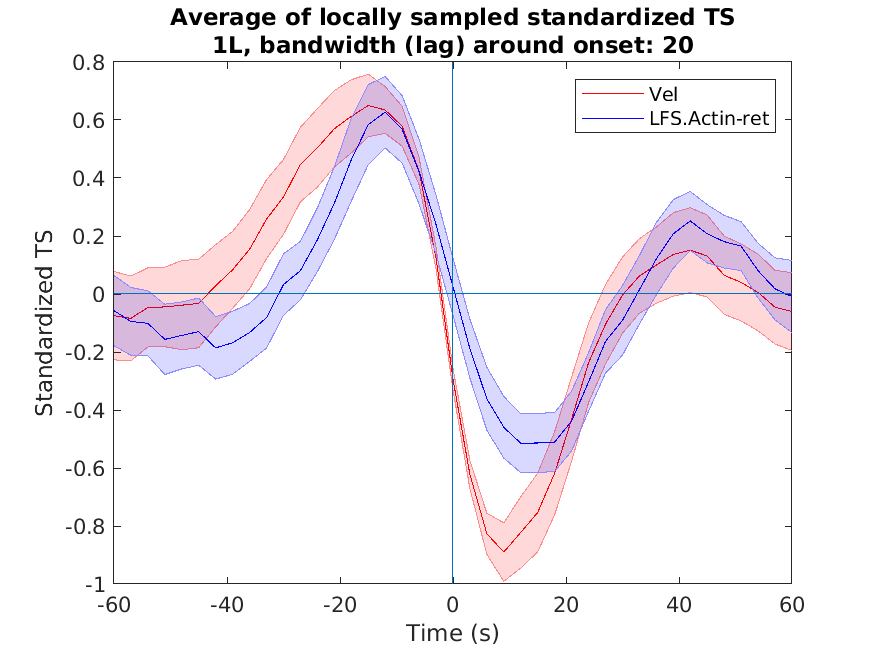 Average of locally sampled standardized TS
1L, bandwidth (lag) around onset: 20
Vel
LFS.Actin-ret
Standardized TS
0.8
0.6
0.4
0.2
0
-0.2
-0.4
-0.6
-0.8
-1
-60 -40 -20 0 20 40 60
Time (s)